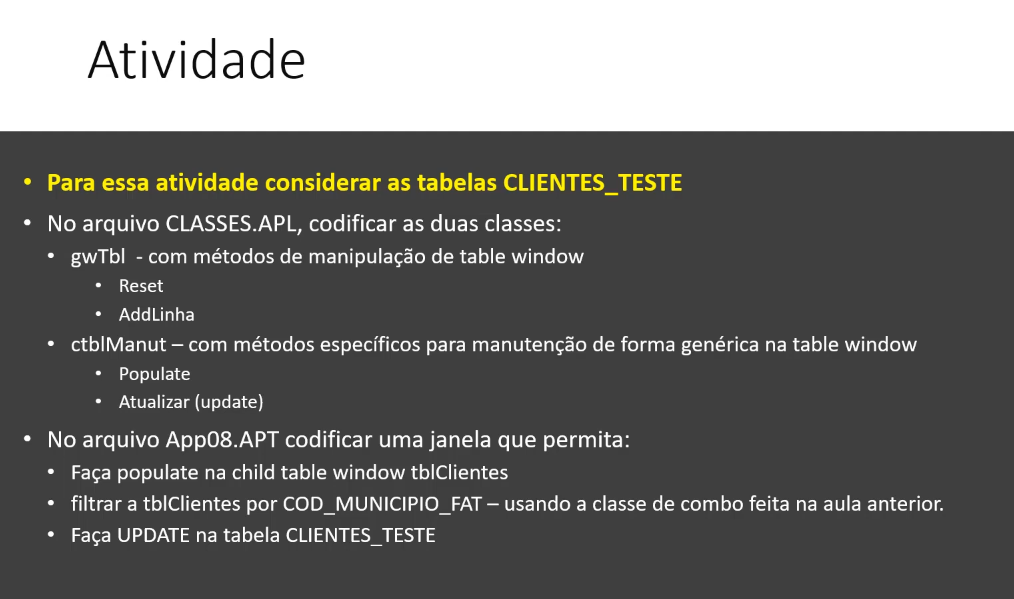 Atividade
• Para essa atividade considerar as tabelas CLIENTES_TESTE
• No arquivo CLASSES.APL, codificar as duas classes:
• gwTbl - com métodos de manipulação de table window
• Reset
• AddLinha
• ctblManut – com métodos específicos para manutenção de forma genérica na table window
• Populate
• Atualizar (update)
• No arquivo App08.APT codificar uma janela que permita:
• Faça populate na child table window tblClientes
• filtrar a tblClientes por COD_MUNICIPIO_FAT – usando a classe de combo feita na aula anterior.
• Faça UPDATE na tabela CLIENTES_TESTE